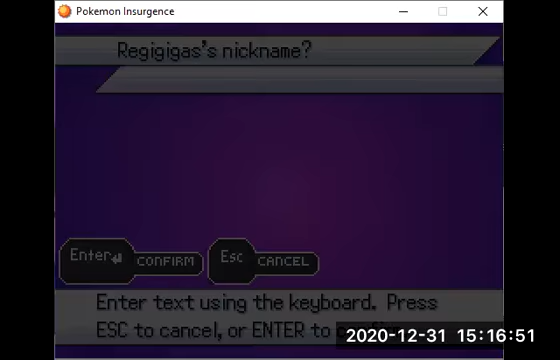 Pokemon Insurgence
Regigigas's nickname?
Enter↵ CONFIRM Esc CANCEL
Enter text using the keyboard. Press
ESC to cancel, or ENTER to
2020-12-31 15:16:51